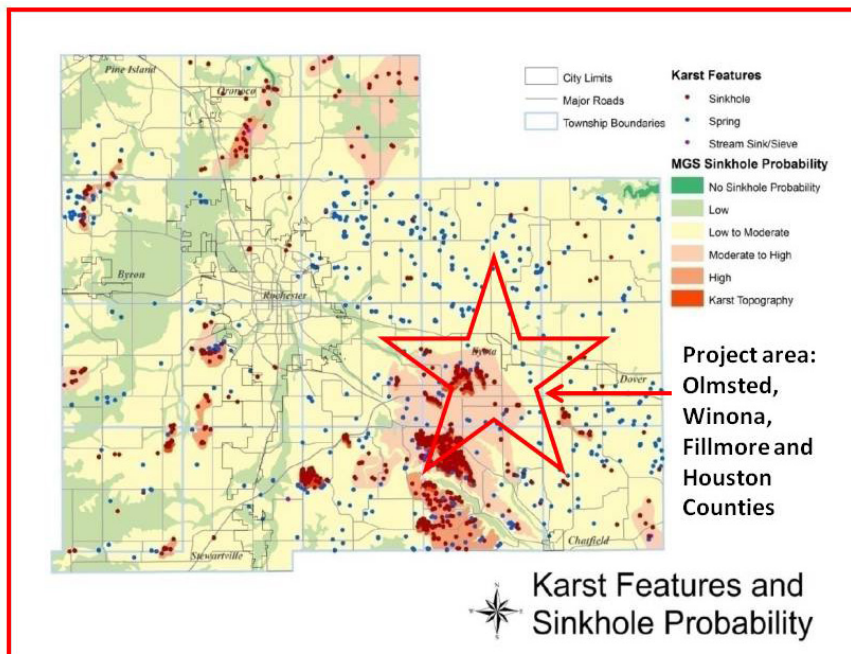 Pine Island
Oronoco
Byron
Rochester
Eyota
Dover
Stewartville
Chatfield
City Limits
Major Roads
Township Boundaries
Karst Features
Sinkhole
Spring
Stream Sink/Sieve
MGS Sinkhole Probability
No Sinkhole Probability
Low
Low to Moderate
Moderate to High
High
Karst Topography
Project area:
Olmsted,
Winona,
Fillmore and
Houston
Counties
Karst Features and
Sinkhole Probability